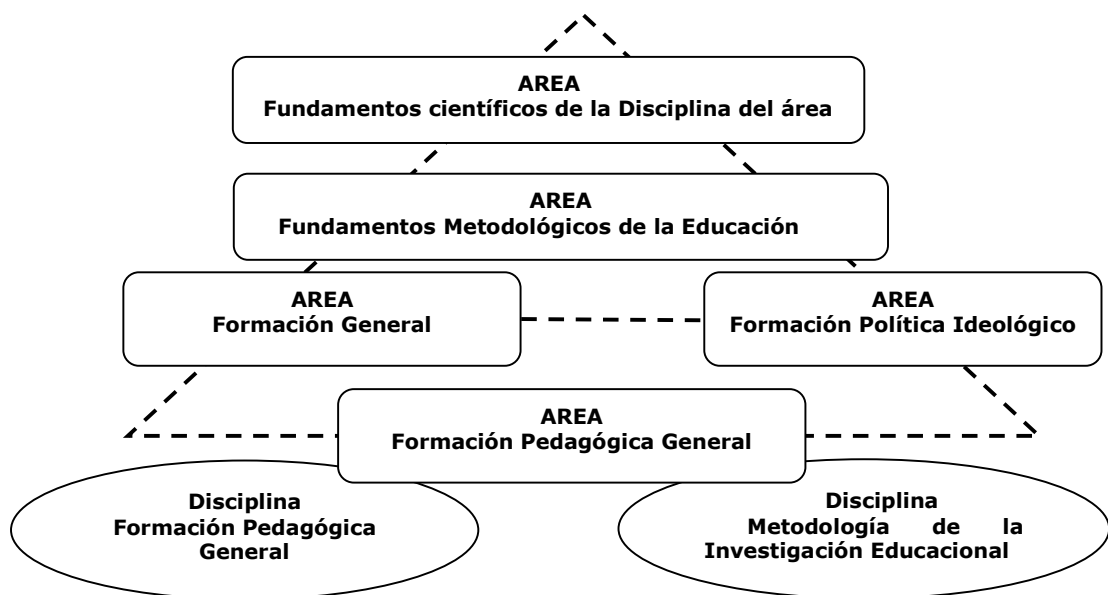 AREA
Fundamentos científicos de la Disciplina del área
AREA
Fundamentos Metodológicos de la Educación
AREA
Formación General
AREA
Formación Política Ideológico
AREA
Formación Pedagógica General
Disciplina
Formación Pedagógica
General
Disciplina
Metodología de la
Investigación Educacional